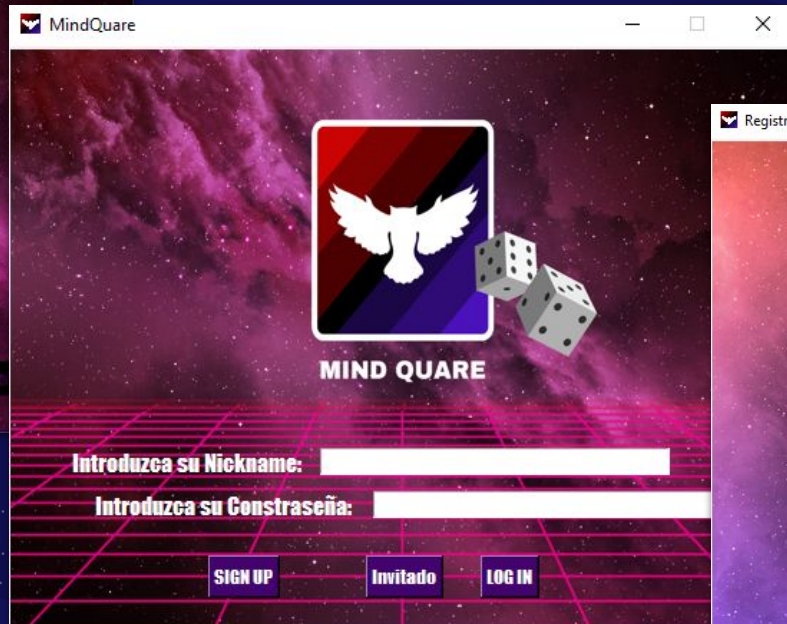 MindQuare
Registr
MIND QUARE
Introduzca su Nickname:
Introduzca su Constraseña:
SIGN UP
Invitado
LOG IN